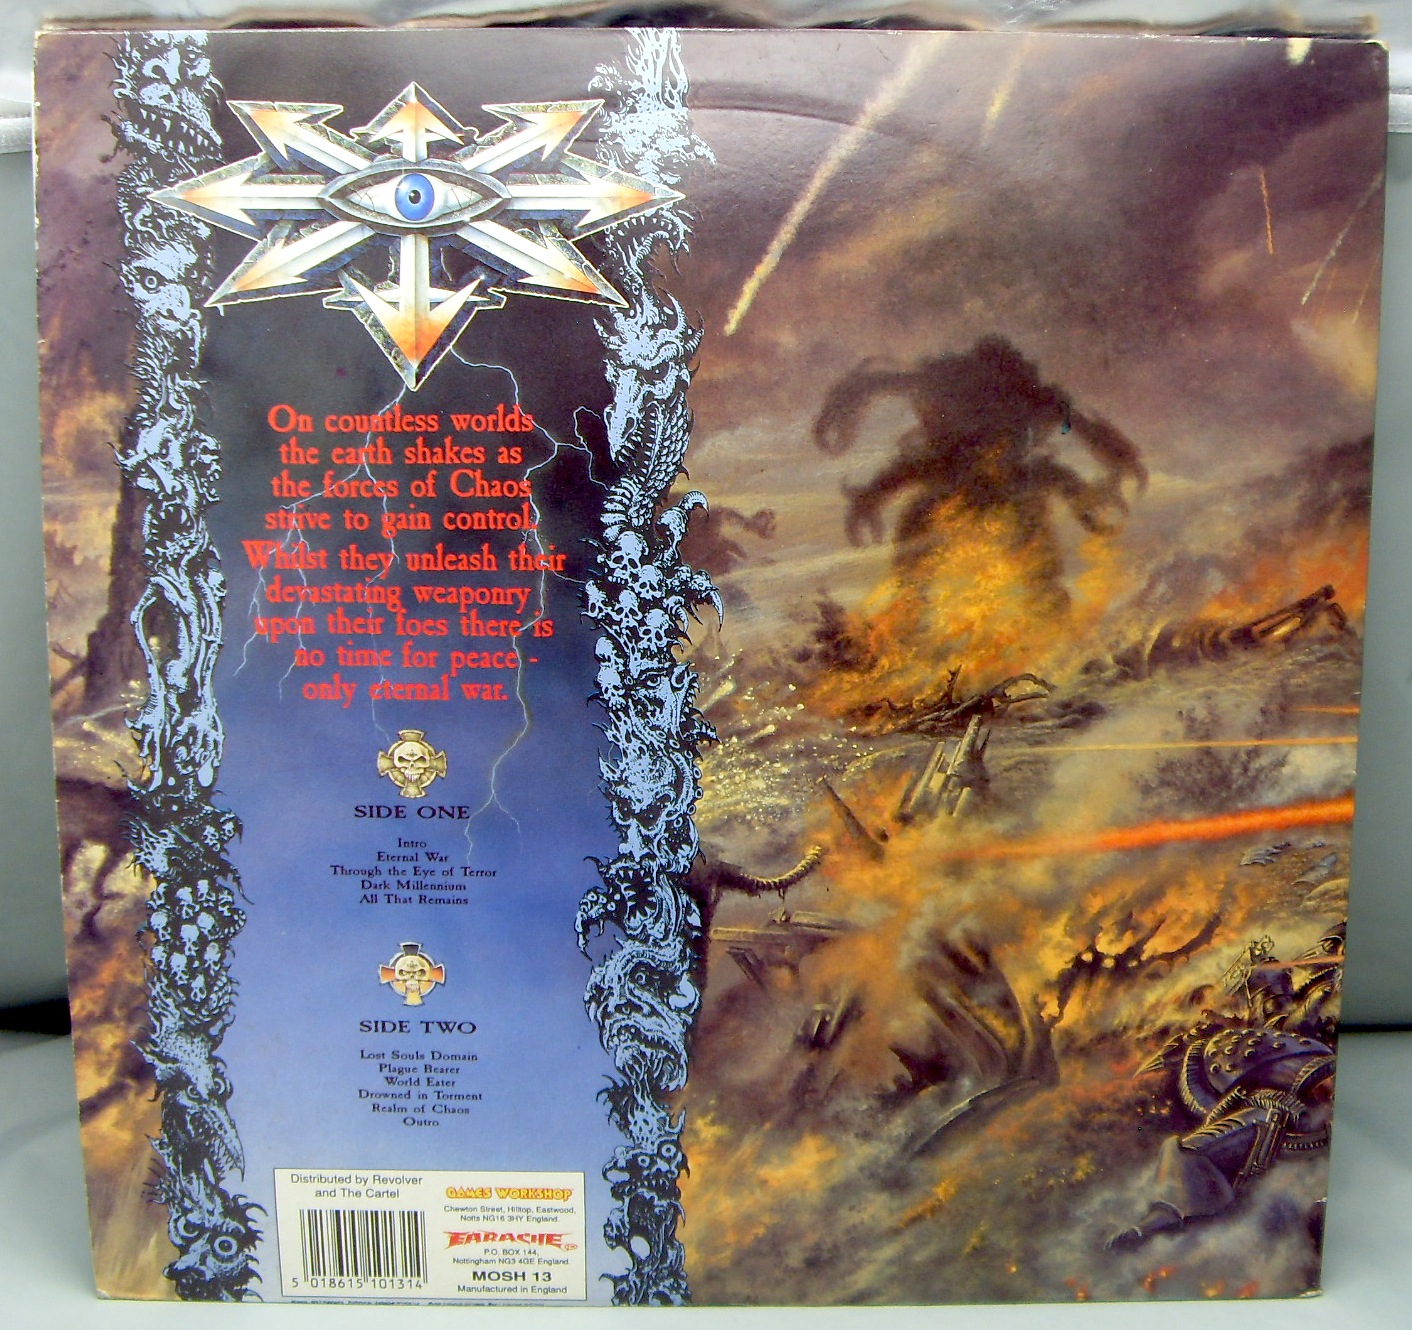 On countless worlds
the earth shakes as
the forces of Chaos
strive to gain control.
Whilst they unleash their
devastating weaponry
upon their foes there is
no time for peace -
only eternal war.
SIDE ONE
Intro
Eternal War
Through the Eye of Terror
Dark Millennium
All That Remains
SIDE TWO
Lost Souls Domain
Plague Bearer
World Eater
Drowned in Torment
Realm of Chaos
Outro
Distributed by Revolver
and The Cartel
5 018615 101314
GAMES WORKSHOP
Chewton Street, Hilltop, Eastwood,
Notts NG16 3HY England.
EARACHE
P.O. BOX 144,
Nottingham NG3 4GE England.
MOSH 13
Manufactured in England